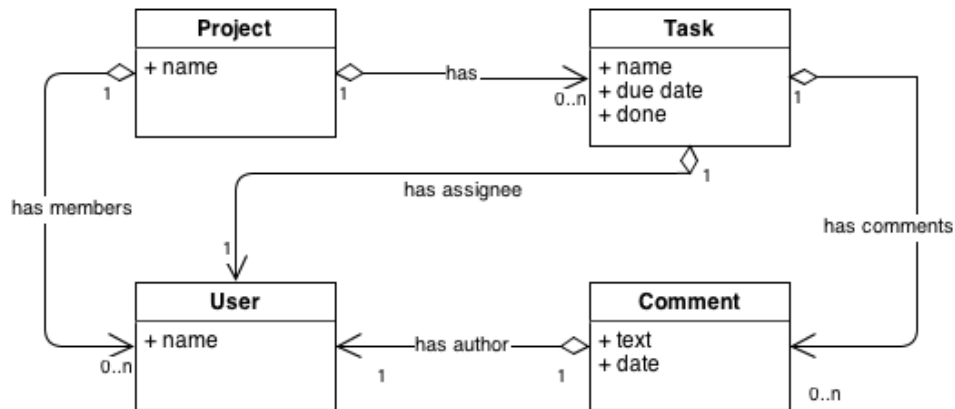 Project
+ name
1
has members
0..n
1
has
0..n
Task
+ name
+ due date
+ done
1
has comments
0..n
1
has assignee
1
User
+ name
1
has author
1
Comment
+ text
+ date